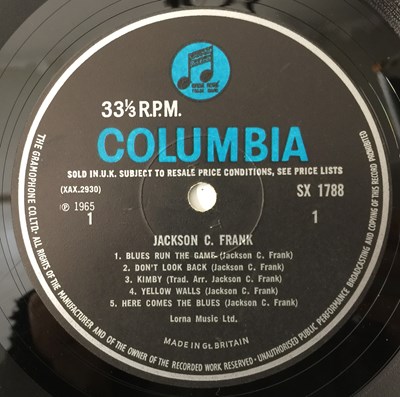 33⅓ R.P.M.
COLUMBIA
SOLD IN U.K. SUBJECT TO RESALE PRICE CONDITIONS, SEE PRICE LISTS
(XAX.2930)
SX 1788
℗ 1965
1
1
JACKSON C. FRANK
1. BLUES RUN THE GAME (Jackson C. Frank)
2. DON'T LOOK BACK (Jackson C. Frank)
3. KIMBY (Trad. Arr. Jackson C. Frank)
4. YELLOW WALLS (Jackson C. Frank)
5. HERE COMES THE BLUES (Jackson C. Frank)
Lorna Music Ltd.
MADE IN Gt. BRITAIN
THE GRAMOPHONE CO. LTD. ALL RIGHTS OF THE MANUFACTURER AND OF THE OWNER OF THE RECORDED WORK RESERVED · UNAUTHORISED PUBLIC PERFORMANCE BROADCASTING AND COPYING OF THIS RECORD PROHIBITED